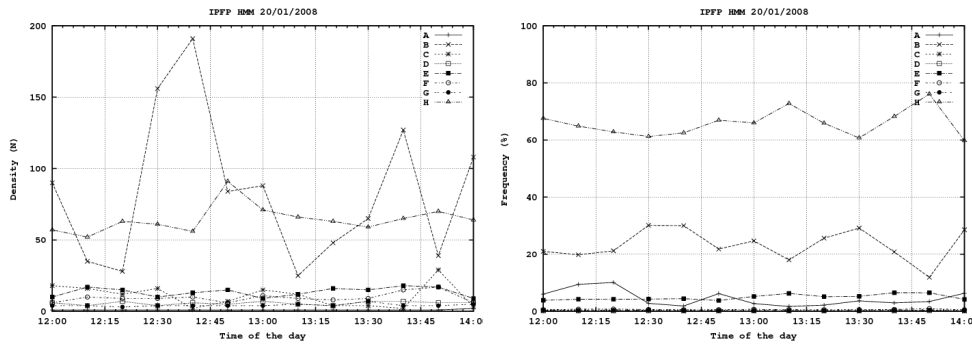 IPFP HMM 20/01/2008
200
150
100
50
0
Density (N)
A
B
C
D
E
F
G
H
12:00 12:15 12:30 12:45 13:00 13:15 13:30 13:45 14:00
Time of the day
IPFP HMM 20/01/2008
100
80
60
40
20
0
Frequency (%)
A
B
C
D
E
F
G
H
12:00 12:15 12:30 12:45 13:00 13:15 13:30 13:45 14:00
Time of the day